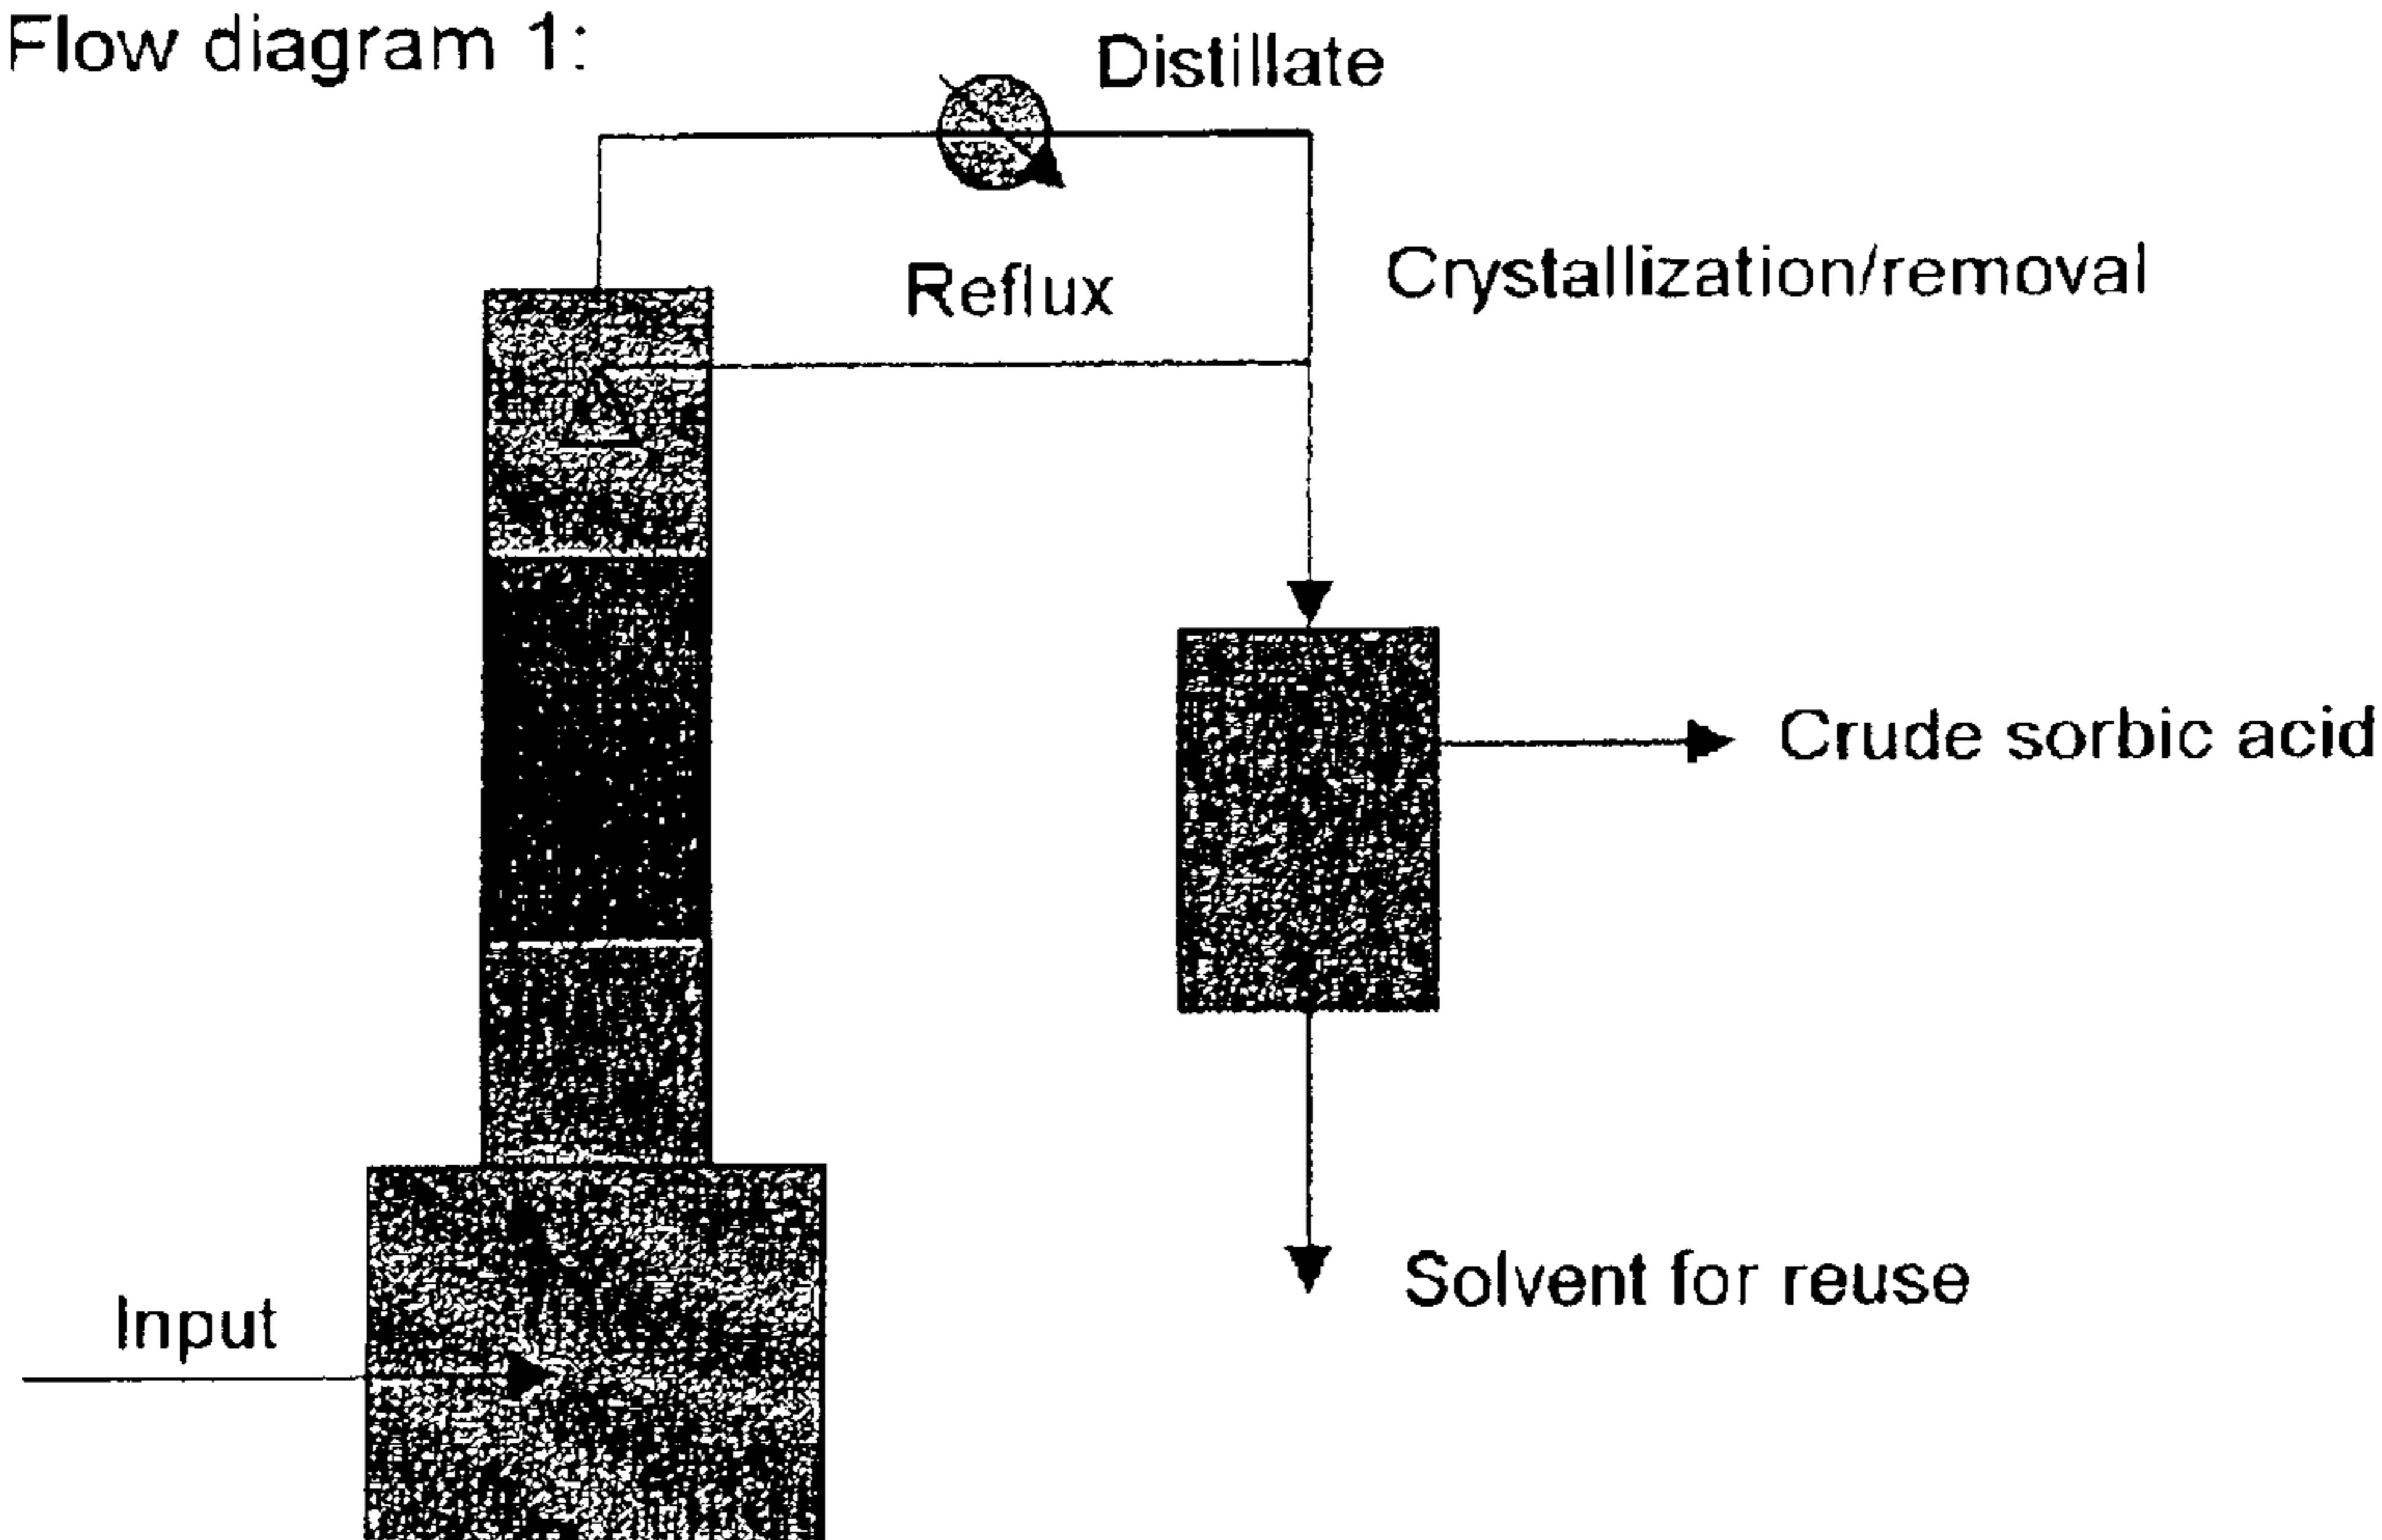 Flow diagram 1:
Distillate
Reflux
Crystallization/removal
Crude sorbic acid
Solvent for reuse
Input